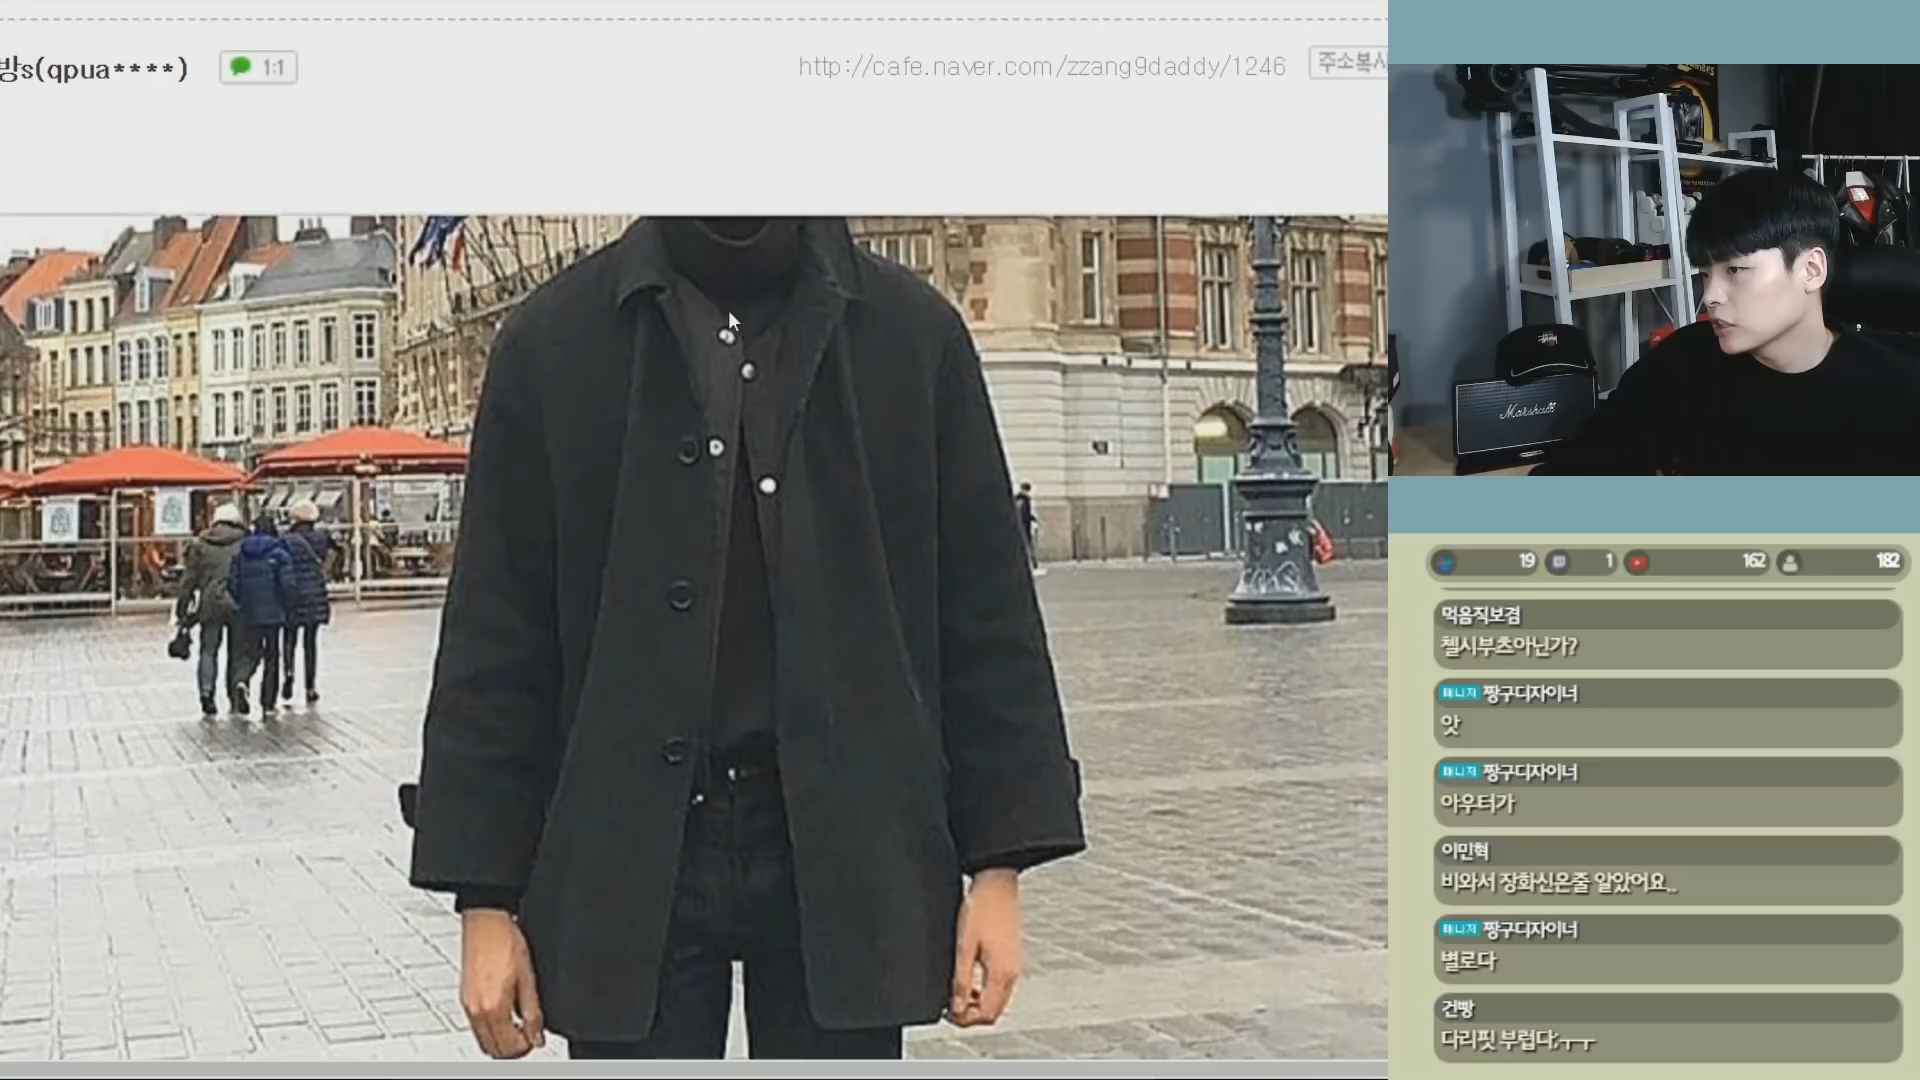 방s(qpua****)
1:1
http://cafe.naver.com/zzang9daddy/1246
주소복사
Marshall
19
1
162
182
먹음직보겸
첼시부츠아닌가?
매니저 짱구디자이너
앗
매니저 짱구디자이너
아우터가
이민혁
비와서 장화신은줄 알았어요..
매니저 짱구디자이너
별로다
건빵
다리핏 부럽다;ㅜㅜ